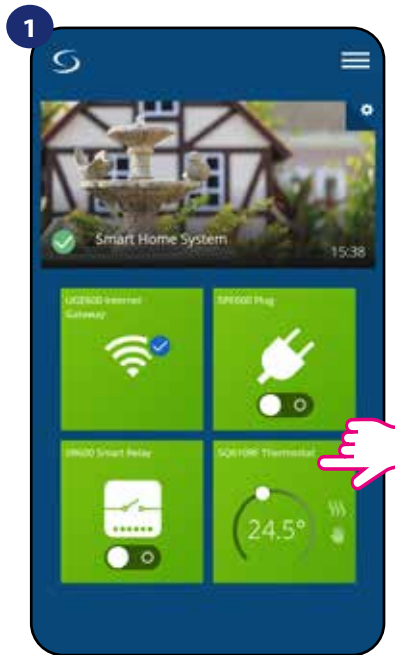 1
Smart Home System
15:38
UGE600 Internet
Gateway
SPE600 Plug
SR600 Smart Relay
SQ610RF Thermostat
24.5°